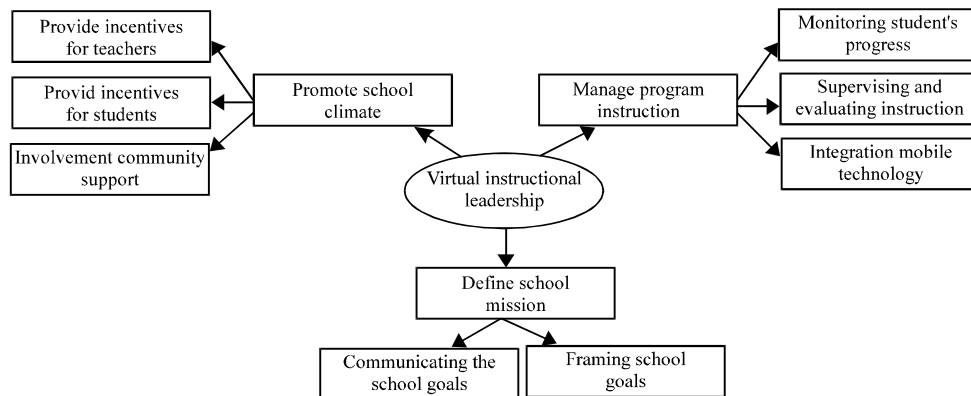 Provide incentives
for teachers
Provid incentives
for students
Involvement community
support
Promote school
climate
Manage program
instruction
Monitoring student's
progress
Supervising and
evaluating instruction
Integration mobile
technology
Virtual instructional
leadership
Define school
mission
Communicating the
school goals
Framing school
goals